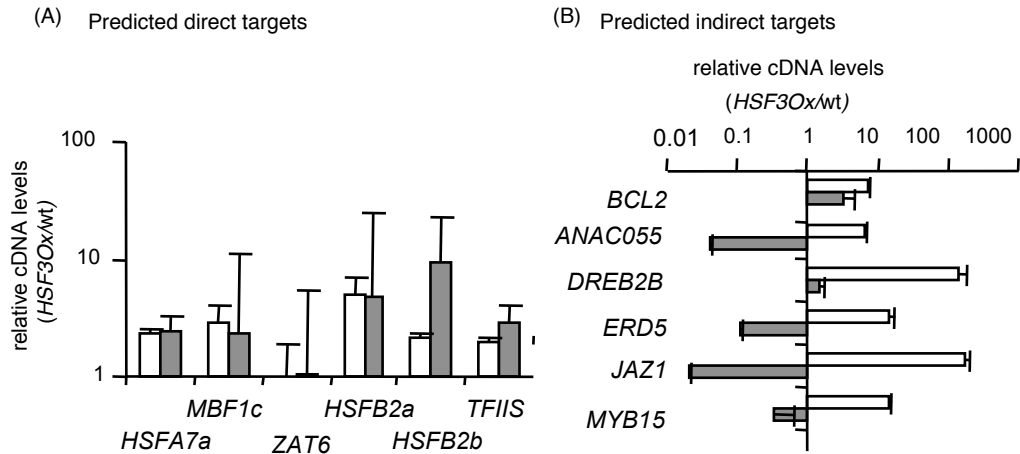 (A) Predicted direct targets
relative cDNA levels
(HSF3Ox/wt)
100
10
1
MBF1c HSFB2a TFIIS
HSFA7a ZAT6 HSFB2b
(B) Predicted indirect targets
relative cDNA levels
(HSF3Ox/wt)
0.01 0.1 1 10 100 1000
BCL2
ANAC055
DREB2B
ERD5
JAZ1
MYB15